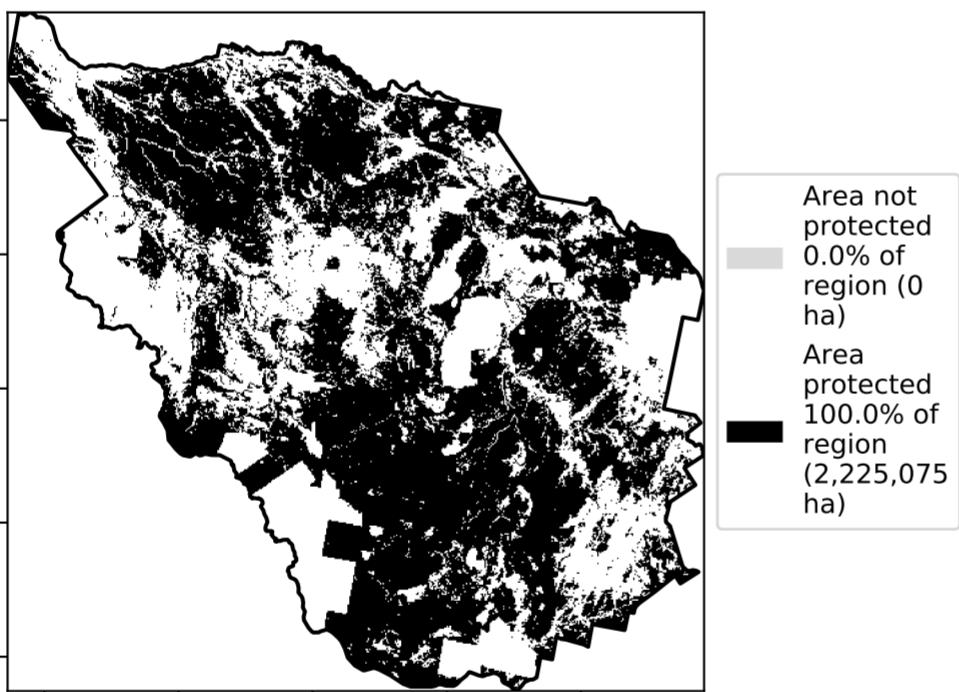 Area not
protected
0.0% of
region (0
ha)
Area
protected
100.0% of
region
(2,225,075
ha)